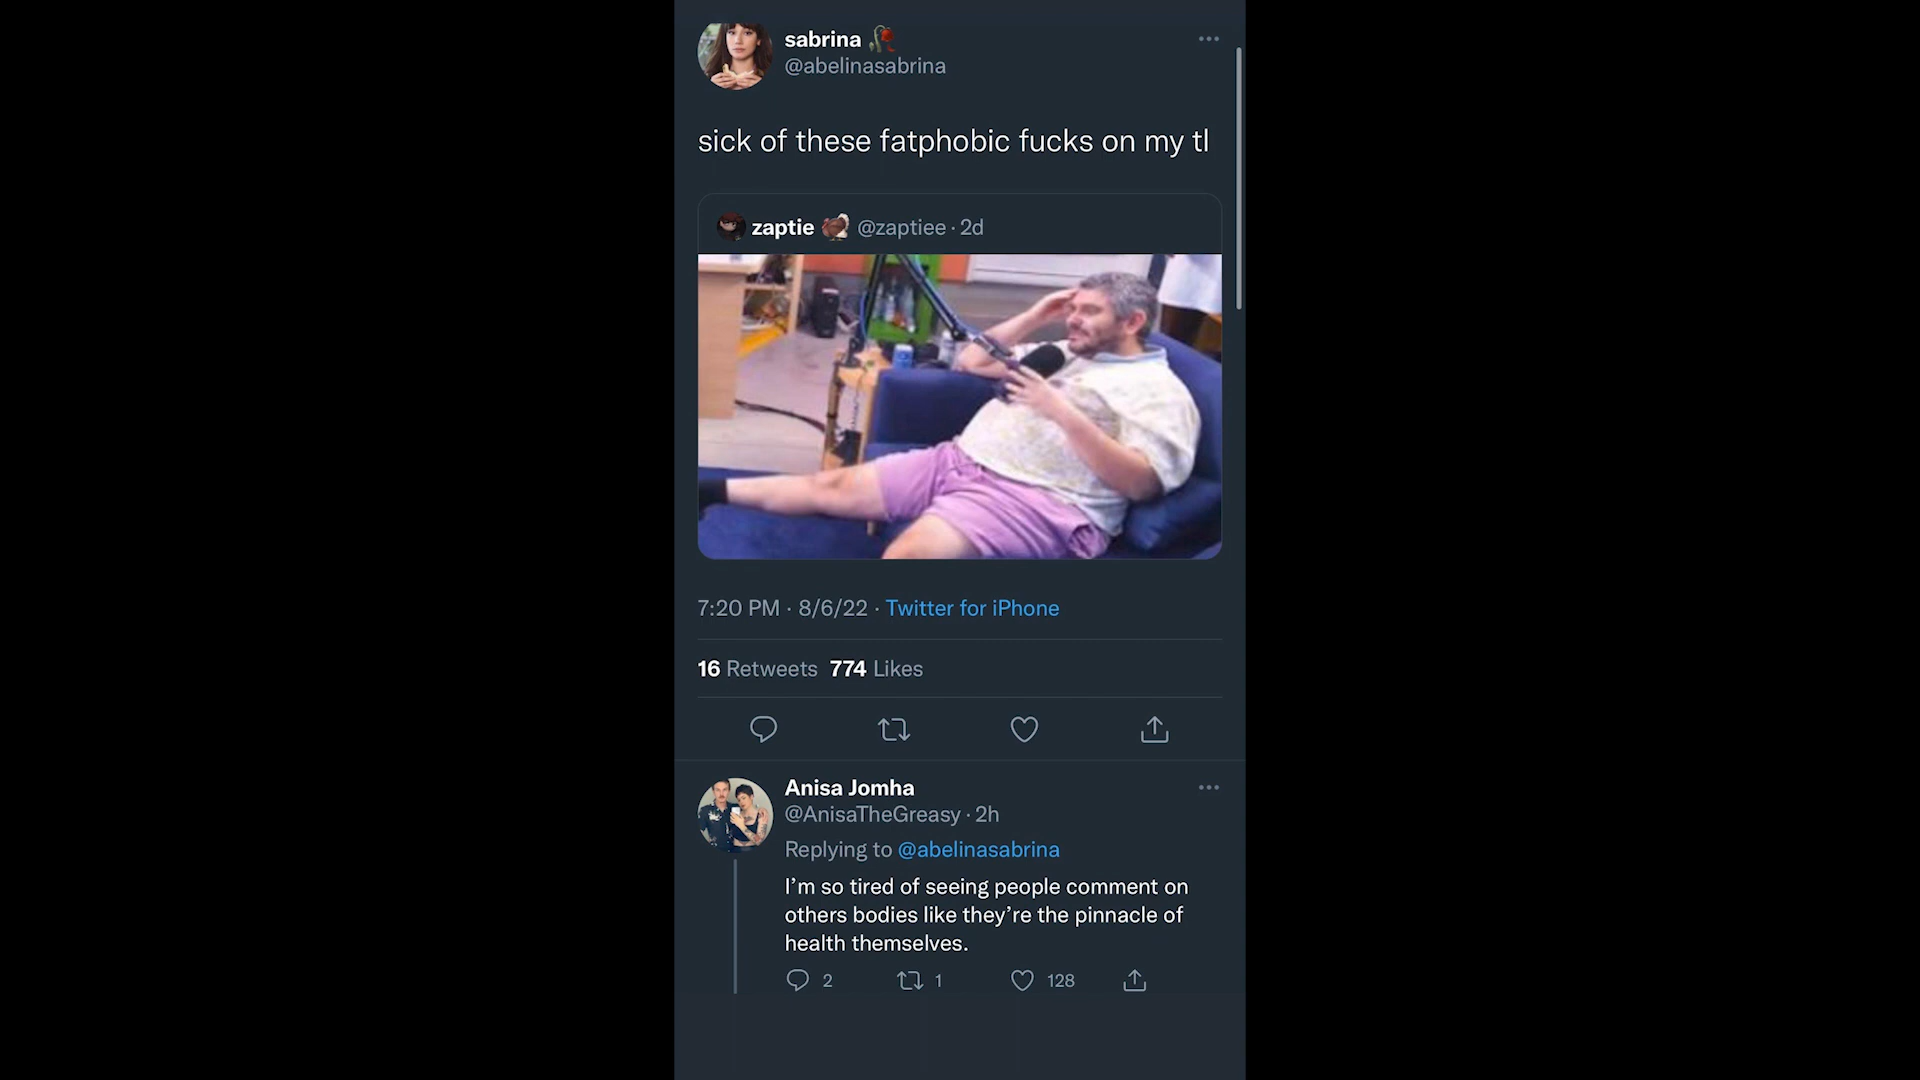 sabrina 🥀
@abelinasabrina
sick of these fatphobic fucks on my tl
zaptie 🦃 @zaptiee · 2d
7:20 PM · 8/6/22 · Twitter for iPhone
16 Retweets 774 Likes
Anisa Jomha
@AnisaTheGreasy · 2h
Replying to @abelinasabrina
I’m so tired of seeing people comment on
others bodies like they’re the pinnacle of
health themselves.
2 1 128